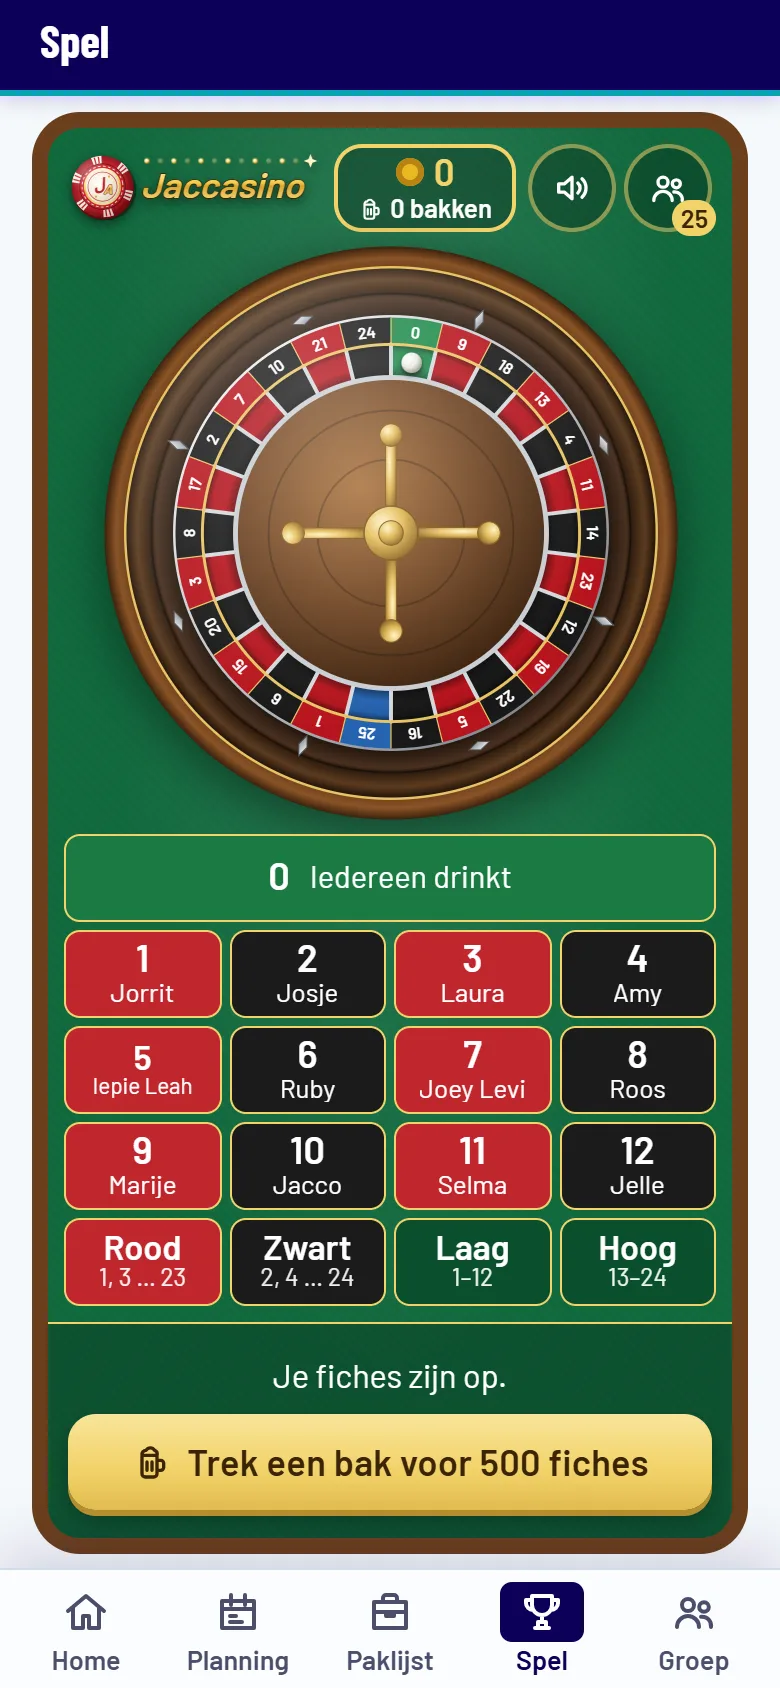 Spel
Jaccasino
0
0 bakken
25
0
9
18
13
4
11
14
23
12
19
22
5
16
25
1
6
15
20
3
8
17
2
7
10
21
24
0 Iedereen drinkt
1
Jorrit
2
Josje
3
Laura
4
Amy
5
Iepie Leah
6
Ruby
7
Joey Levi
8
Roos
9
Marije
10
Jacco
11
Selma
12
Jelle
Rood
1, 3 ... 23
Zwart
2, 4 ... 24
Laag
1–12
Hoog
13–24
Je fiches zijn op.
Trek een bak voor 500 fiches
Home
Planning
Paklijst
Spel
Groep